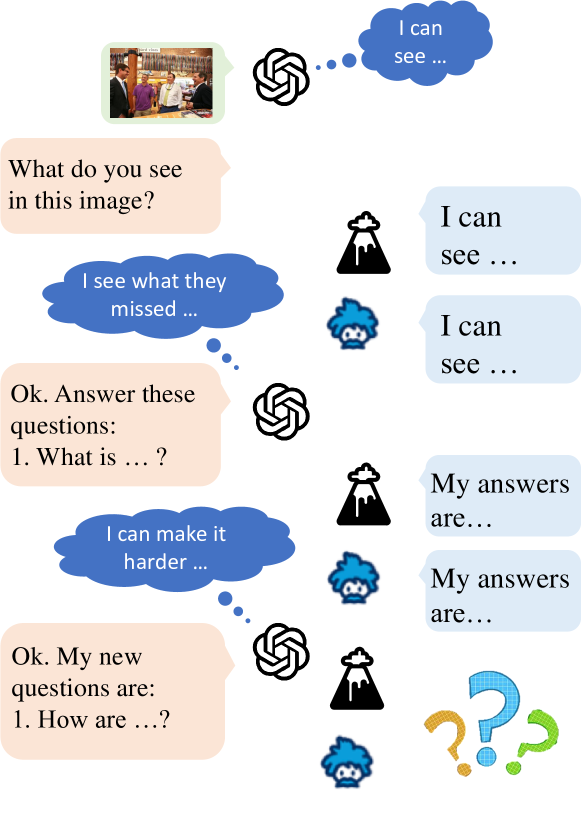 I can
see …
What do you see
in this image?
I can
see …
I see what they
missed …
I can
see …
Ok. Answer these
questions:
1. What is … ?
My answers
are…
I can make it
harder …
My answers
are…
Ok. My new
questions are:
1. How are …?
? ? ?